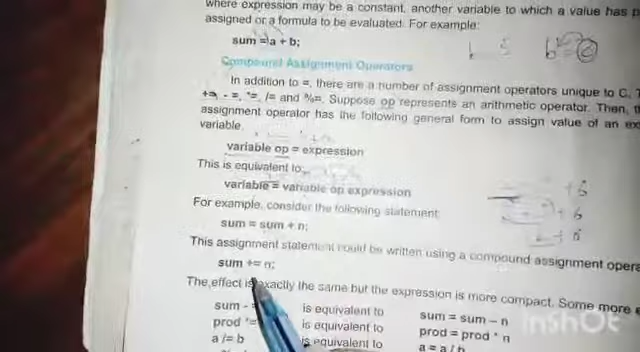 where expression may be a constant, another variable to which a value has
assigned or a formula to be evaluated. For example:
sum = a + b;
Compound Assignment Operators
In addition to =, there are a number of assignment operators unique to C.
+=, - =, *=, /= and %=. Suppose op represents an arithmetic operator. Then,
assignment operator has the following general form to assign value of an
variable.
variable op = expression
This is equivalent to:
variable = variable op expression
For example, consider the following statement:
sum = sum + n;
This assignment statement could be written using a compound assignment
sum += n;
The effect is exactly the same but the expression is more compact. Some more
sum - is equivalent to sum = sum – n
prod *= is equivalent to prod = prod * n
a /= b is equivalent to a = a / b
InShOt